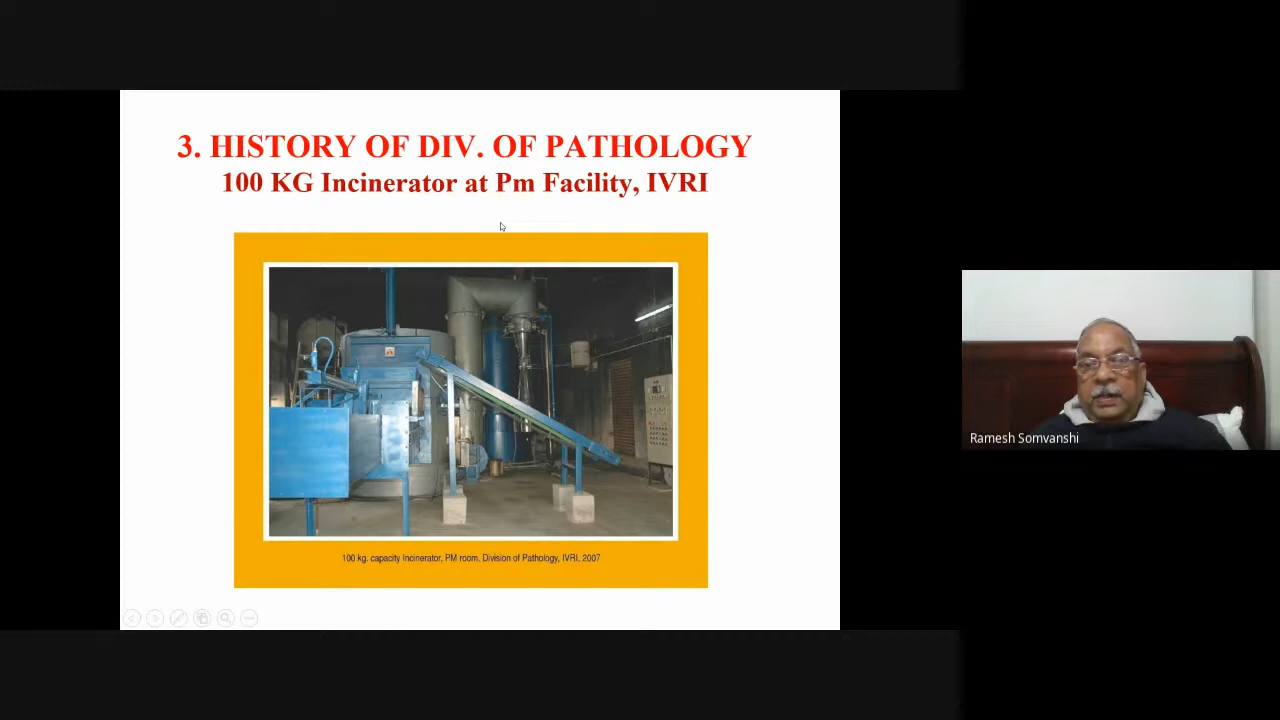 3. HISTORY OF DIV. OF PATHOLOGY
100 KG Incinerator at Pm Facility, IVRI
100 kg. capacity Incinerator, PM room, Division of Pathology, IVRI, 2007
Ramesh Somvanshi